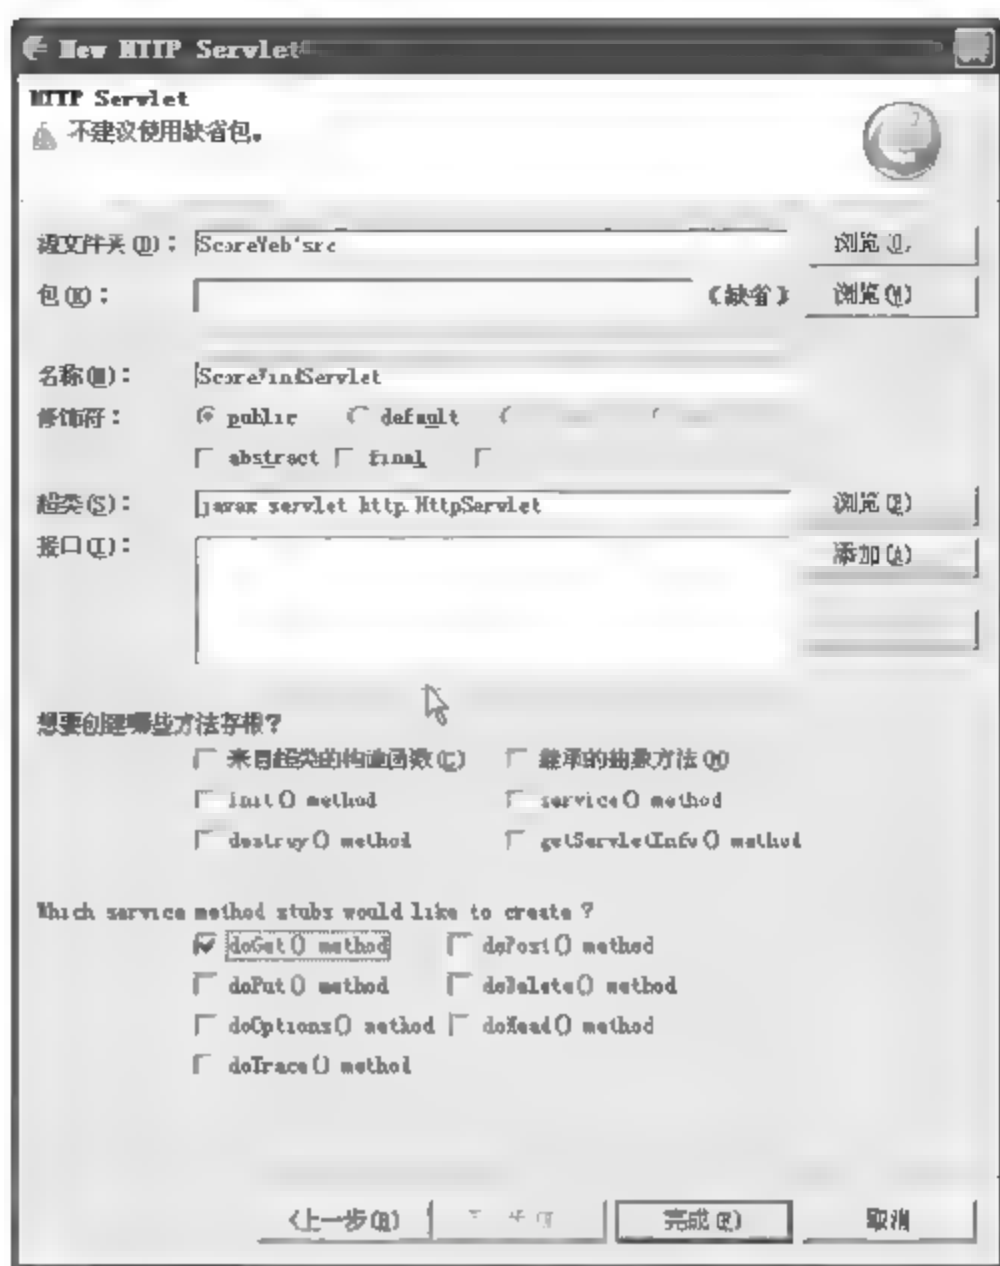 New HTTP Servlet
HTTP Servlet
不建议使用缺省包。
源文件夹(D)： ScoreWeb/src 浏览(O)
包(K)： (缺省) 浏览(W)
名称(M)： ScoreFindServlet
修饰符： public default
abstract final
超类(S)： javax.servlet.http.HttpServlet 浏览(E)
接口(I)： 添加(A)
想要创建哪些方法存根？
来自超类的构造函数(C) 继承的抽象方法(H)
init() method service() method
destroy() method getServletInfo() method
Which service method stubs would like to create ?
doGet() method doPost() method
doPut() method doDelete() method
doOptions() method doHead() method
doTrace() method
<上一步(B) 完成(F) 取消